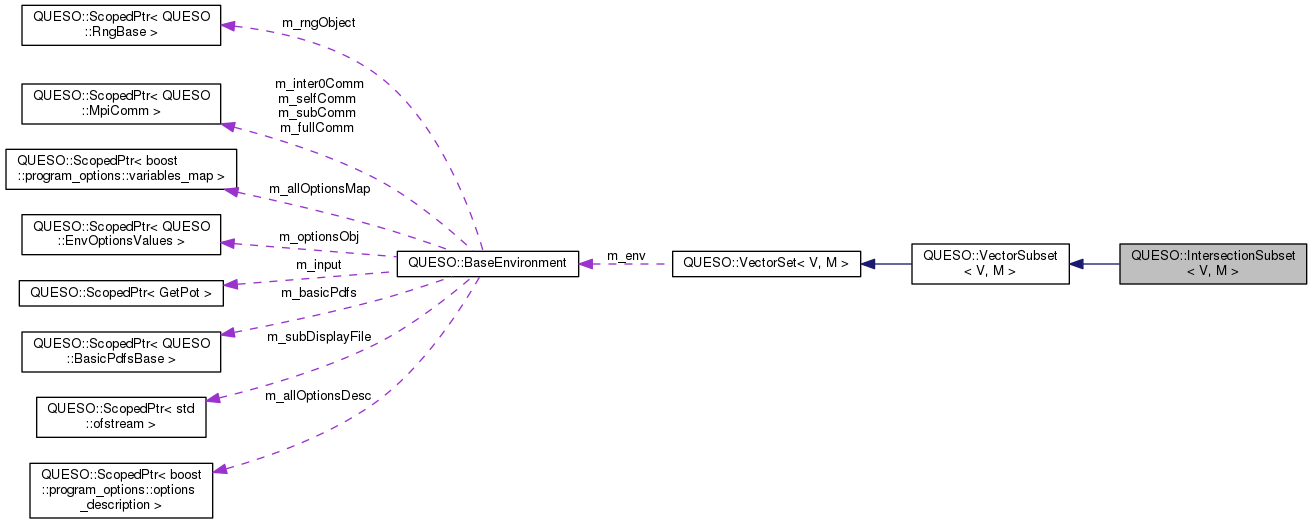 QUESO::ScopedPtr< QUESO
::RngBase >
m_rngObject
QUESO::ScopedPtr< QUESO
::MpiComm >
m_inter0Comm
m_selfComm
m_subComm
m_fullComm
QUESO::ScopedPtr< boost
::program_options::variables_map >
m_allOptionsMap
QUESO::ScopedPtr< QUESO
::EnvOptionsValues >
m_optionsObj
QUESO::ScopedPtr< GetPot >
m_input
QUESO::ScopedPtr< QUESO
::BasicPdfsBase >
m_basicPdfs
QUESO::ScopedPtr< std
::ofstream >
m_subDisplayFile
QUESO::ScopedPtr< boost
::program_options::options
_description >
m_allOptionsDesc
QUESO::BaseEnvironment
m_env
QUESO::VectorSet< V, M >
QUESO::VectorSubset
< V, M >
QUESO::IntersectionSubset
< V, M >